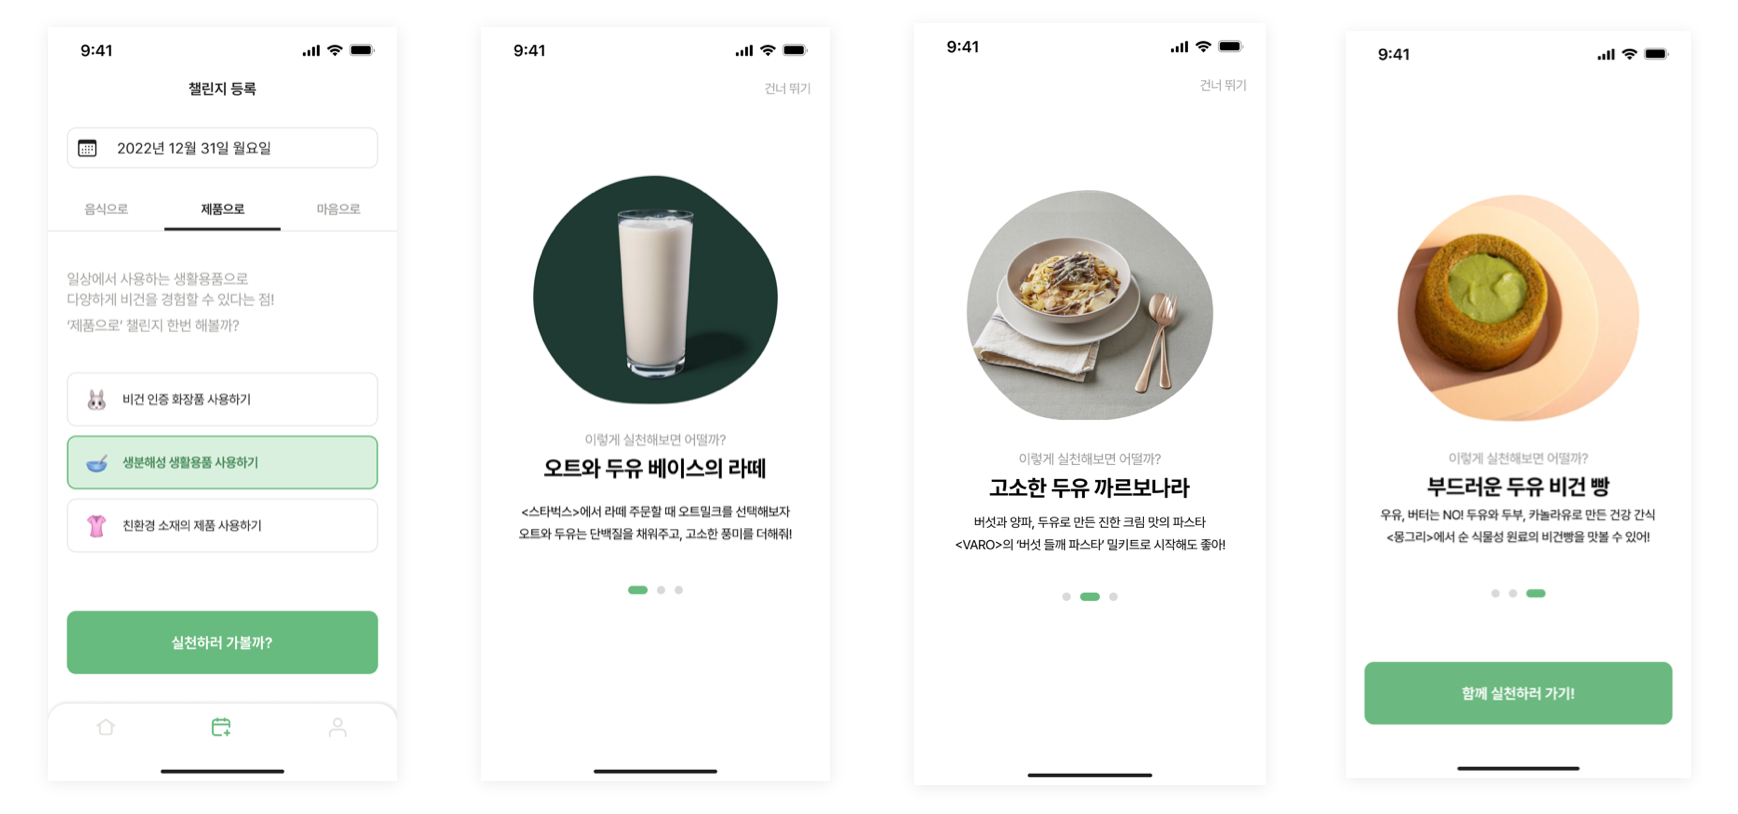 9:41
챌린지 등록
2022년 12월 31일 월요일
음식으로
제품으로
마음으로
일상에서 사용하는 생활용품으로
다양하게 비건을 경험할 수 있다는 점!
‘제품으로’ 챌린지 한번 해볼까?
비건 인증 화장품 사용하기
생분해성 생활용품 사용하기
친환경 소재의 제품 사용하기
실천하러 가볼까?
9:41
건너 뛰기
이렇게 실천해보면 어떨까?
오트와 두유 베이스의 라떼
<스타벅스>에서 라떼 주문할 때 오트밀크를 선택해보자
오트와 두유는 단백질을 채워주고, 고소한 풍미를 더해줘!
9:41
건너 뛰기
이렇게 실천해보면 어떨까?
고소한 두유 까르보나라
버섯과 양파, 두유로 만든 진한 크림 맛의 파스타
<VARO>의 ‘버섯 들깨 파스타’ 밀키트로 시작해도 좋아!
9:41
이렇게 실천해보면 어떨까?
부드러운 두유 비건 빵
우유, 버터는 NO! 두유와 두부, 카놀라유로 만든 건강 간식
<몽그리>에서 순 식물성 원료의 비건빵을 맛볼 수 있어!
함께 실천하러 가기!